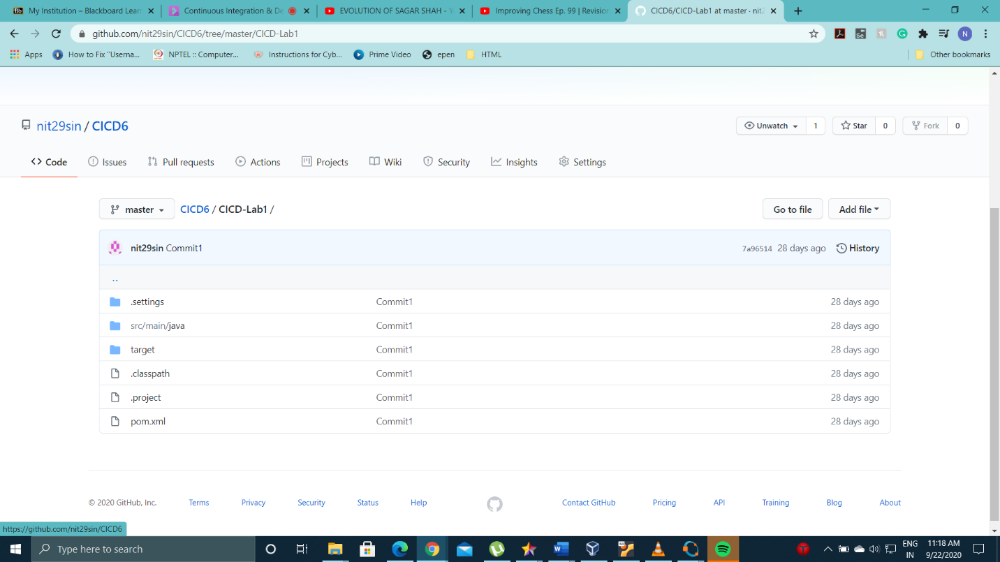 My Institution – Blackboard Lear
Continuous Integration & De
EVOLUTION OF SAGAR SHAH - Y
Improving Chess Ep. 99 | Revision
CICD6/CICD-Lab1 at master · nit2
github.com/nit29sin/CICD6/tree/master/CICD-Lab1
N
Apps
How to Fix "Userna...
NPTEL :: Computer...
Instructions for Cyb...
Prime Video
epen
HTML
Other bookmarks
nit29sin / CICD6
Unwatch 1
Star 0
Fork 0
Code
Issues
Pull requests
Actions
Projects
Wiki
Security
Insights
Settings
master
CICD6 / CICD-Lab1 /
Go to file
Add file
nit29sin Commit1
7a96514 28 days ago
History
..
.settings Commit1 28 days ago
src/main/java Commit1 28 days ago
target Commit1 28 days ago
.classpath Commit1 28 days ago
.project Commit1 28 days ago
pom.xml Commit1 28 days ago
© 2020 GitHub, Inc.
Terms
Privacy
Security
Status
Help
Contact GitHub
Pricing
API
Training
Blog
About
https://github.com/nit29sin/CICD6
Type here to search
ENG
IN
11:18 AM
9/22/2020